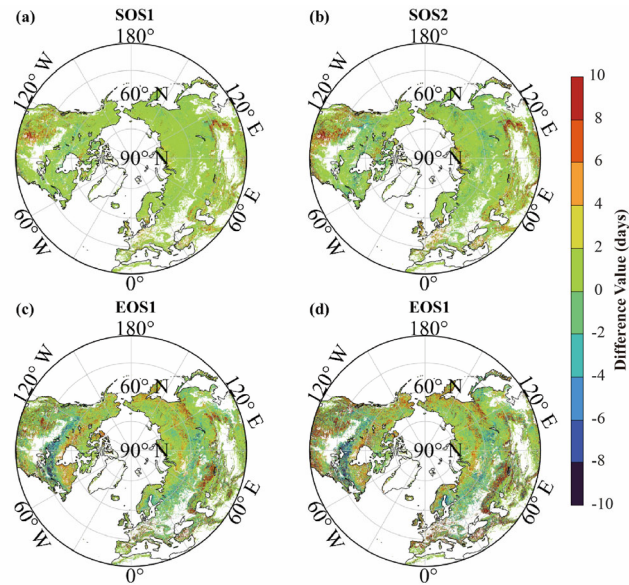 (a) SOS1
180°
120° W
60° N
120° E
90° N
60° W
60° E
0°
(b) SOS2
180°
120° W
60° N
120° E
90° N
60° W
60° E
0°
(c) EOS1
180°
120° W
60° N
120° E
90° N
60° W
60° E
0°
(d) EOS1
180°
120° W
60° N
120° E
90° N
60° W
60° E
0°
10
8
6
4
2
0
-2
-4
-6
-8
-10
Difference Value (days)